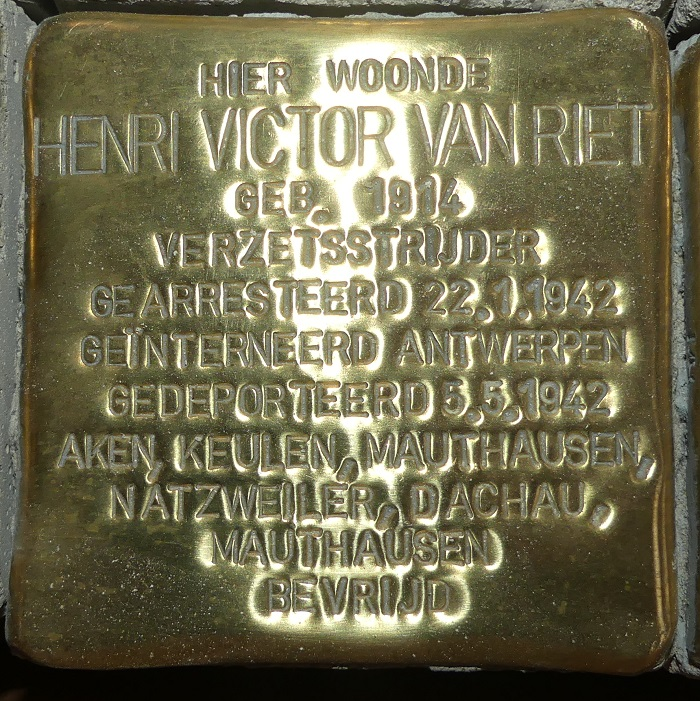 HIER WOONDE
HENRI VICTOR VAN RIET
GEB. 1914
VERZETSSTRIJDER
GEARRESTEERD 22.1.1942
GEÏNTERNEERD ANTWERPEN
GEDEPORTEERD 5.5.1942
AKEN, KEULEN, MAUTHAUSEN,
NATZWEILER, DACHAU,
MAUTHAUSEN
BEVRIJD